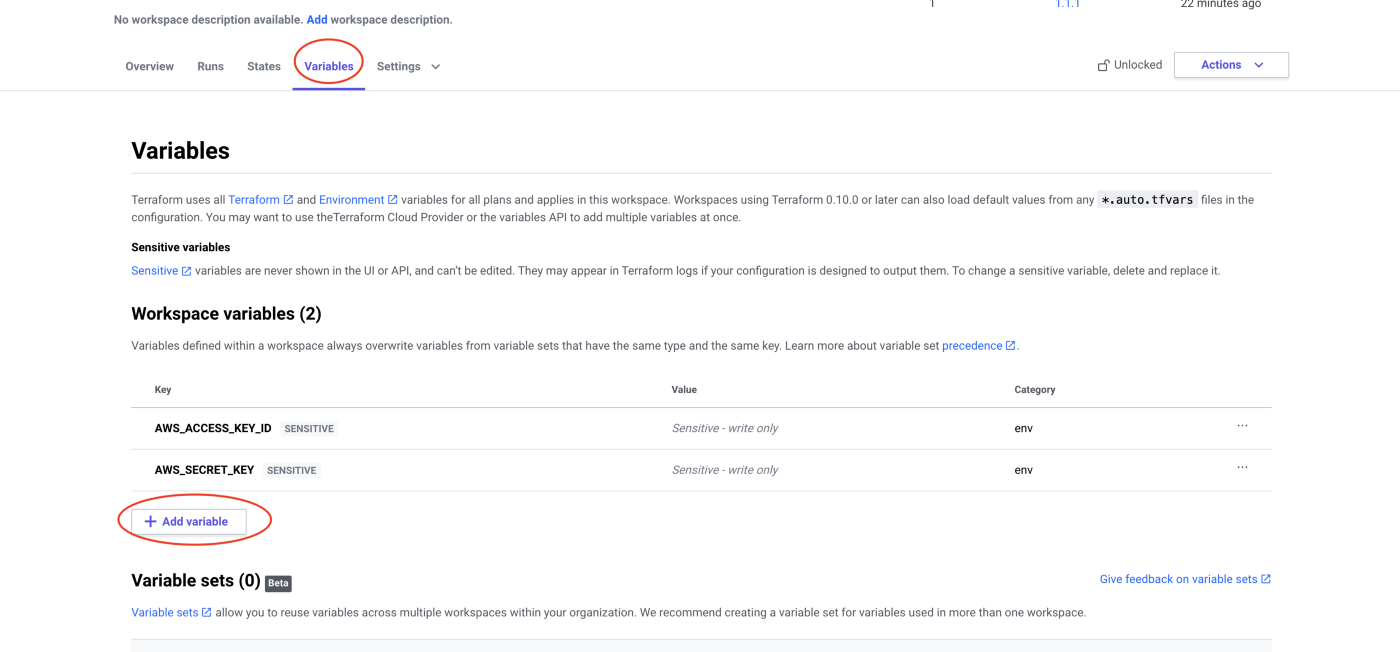 No workspace description available. Add workspace description.
1 1.1.1 22 minutes ago
Overview Runs States Variables Settings Unlocked Actions
Variables
Terraform uses all Terraform and Environment variables for all plans and applies in this workspace. Workspaces using Terraform 0.10.0 or later can also load default values from any *.auto.tfvars files in the
configuration. You may want to use theTerraform Cloud Provider or the variables API to add multiple variables at once.
Sensitive variables
Sensitive variables are never shown in the UI or API, and can't be edited. They may appear in Terraform logs if your configuration is designed to output them. To change a sensitive variable, delete and replace it.
Workspace variables (2)
Variables defined within a workspace always overwrite variables from variable sets that have the same type and the same key. Learn more about variable set precedence.
Key Value Category
AWS_ACCESS_KEY_ID SENSITIVE Sensitive - write only env ...
AWS_SECRET_KEY SENSITIVE Sensitive - write only env ...
+ Add variable
Variable sets (0) Beta Give feedback on variable sets
Variable sets allow you to reuse variables across multiple workspaces within your organization. We recommend creating a variable set for variables used in more than one workspace.